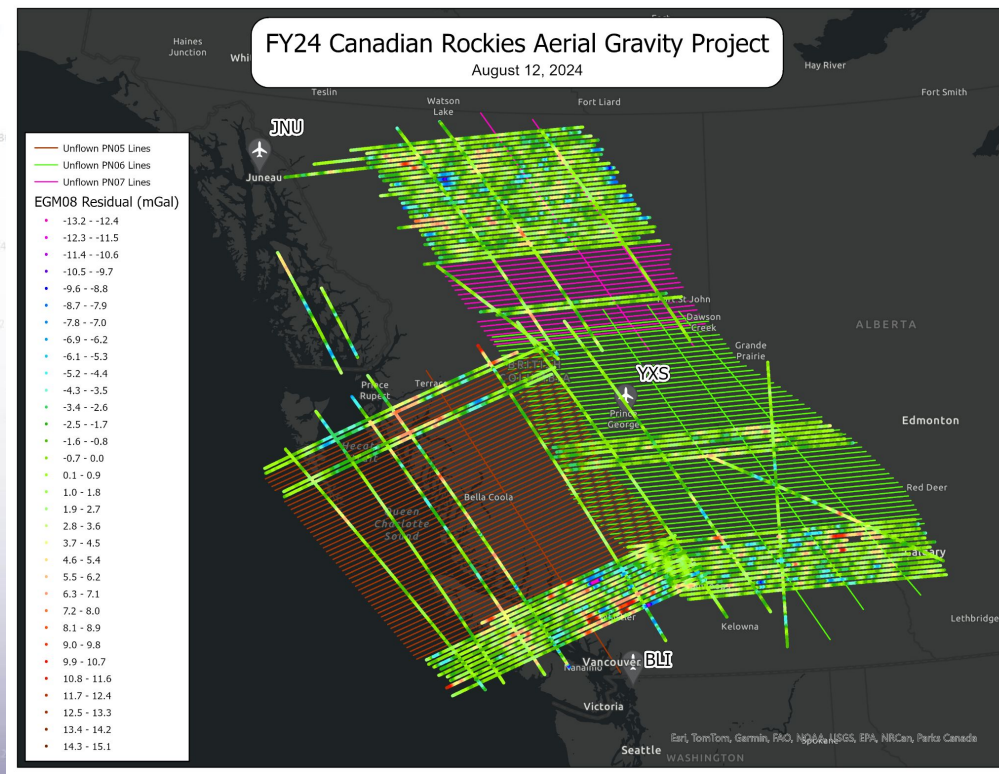 FY24 Canadian Rockies Aerial Gravity Project
August 12, 2024
Haines
Junction
Teslin
Watson
Lake
Fort Liard
Hay River
Fort Smith
JNU
Juneau
Unflown PN05 Lines
Unflown PN06 Lines
Unflown PN07 Lines
EGM08 Residual (mGal)
-13.2 - -12.4
-12.3 - -11.5
-11.4 - -10.6
-10.5 - -9.7
-9.6 - -8.8
-8.7 - -7.9
-7.8 - -7.0
-6.9 - -6.2
-6.1 - -5.3
-5.2 - -4.4
-4.3 - -3.5
-3.4 - -2.6
-2.5 - -1.7
-1.6 - -0.8
-0.7 - 0.0
0.1 - 0.9
1.0 - 1.8
1.9 - 2.7
2.8 - 3.6
3.7 - 4.5
4.6 - 5.4
5.5 - 6.2
6.3 - 7.1
7.2 - 8.0
8.1 - 8.9
9.0 - 9.8
9.9 - 10.7
10.8 - 11.6
11.7 - 12.4
12.5 - 13.3
13.4 - 14.2
14.3 - 15.1
St John
Dawson
Creek
ALBERTA
Grande
Prairie
YXS
Prince
George
Prince
Rupert
Edmonton
Bella Coola
Red Deer
Queen
Charlotte
Sound
Calgary
Lethbridge
Kelowna
Vancouver
BLI
Nanaimo
Victoria
Seattle
Spokane
WASHINGTON
Esri, TomTom, Garmin, FAO, NOAA, USGS, EPA, NRCan, Parks Canada